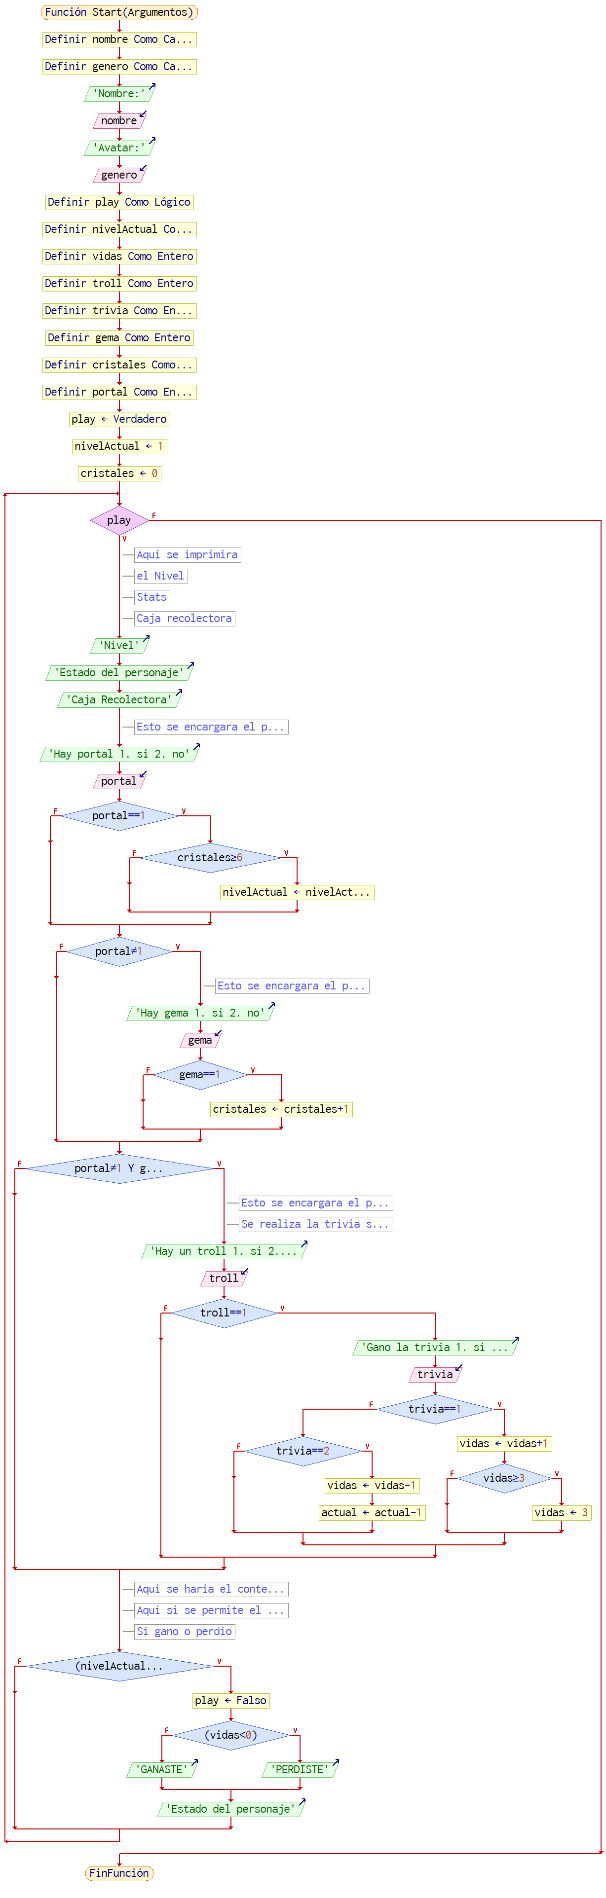 Función Start(Argumentos)
Definir nombre Como Ca...
Definir genero Como Ca...
'Nombre:'
nombre
'Avatar:'
genero
Definir play Como Lógico
Definir nivelActual Co...
Definir vidas Como Entero
Definir troll Como Entero
Definir trivia Como En...
Definir gema Como Entero
Definir cristales Como...
Definir portal Como En...
play ← Verdadero
nivelActual ← 1
cristales ← 0
play
F
V
Aqui se imprimira
el Nivel
Stats
Caja recolectora
'Nivel'
'Estado del personaje'
'Caja Recolectora'
Esto se encargara el p...
'Hay portal 1. si 2. no'
portal
F portal==1 V
F cristales≥6 V
nivelActual ← nivelAct...
F portal≠1 V
Esto se encargara el p...
'Hay gema 1. si 2. no'
gema
F gema==1 V
cristales ← cristales+1
F portal≠1 Y g... V
Esto se encargara el p...
Se realiza la trivia s...
'Hay un troll 1. si 2....
troll
F troll==1 V
'Gano la trivia 1. si ...
trivia
F trivia==1 V
F trivia==2 V
vidas ← vidas+1
F vidas≥3 V
vidas ← vidas-1
actual ← actual-1
vidas ← 3
Aqui se haria el conte...
Aqui si se permite el ...
Si gano o perdio
F (nivelActual... V
play ← Falso
F (vidas<0) V
'GANASTE'
'PERDISTE'
'Estado del personaje'
FinFunción